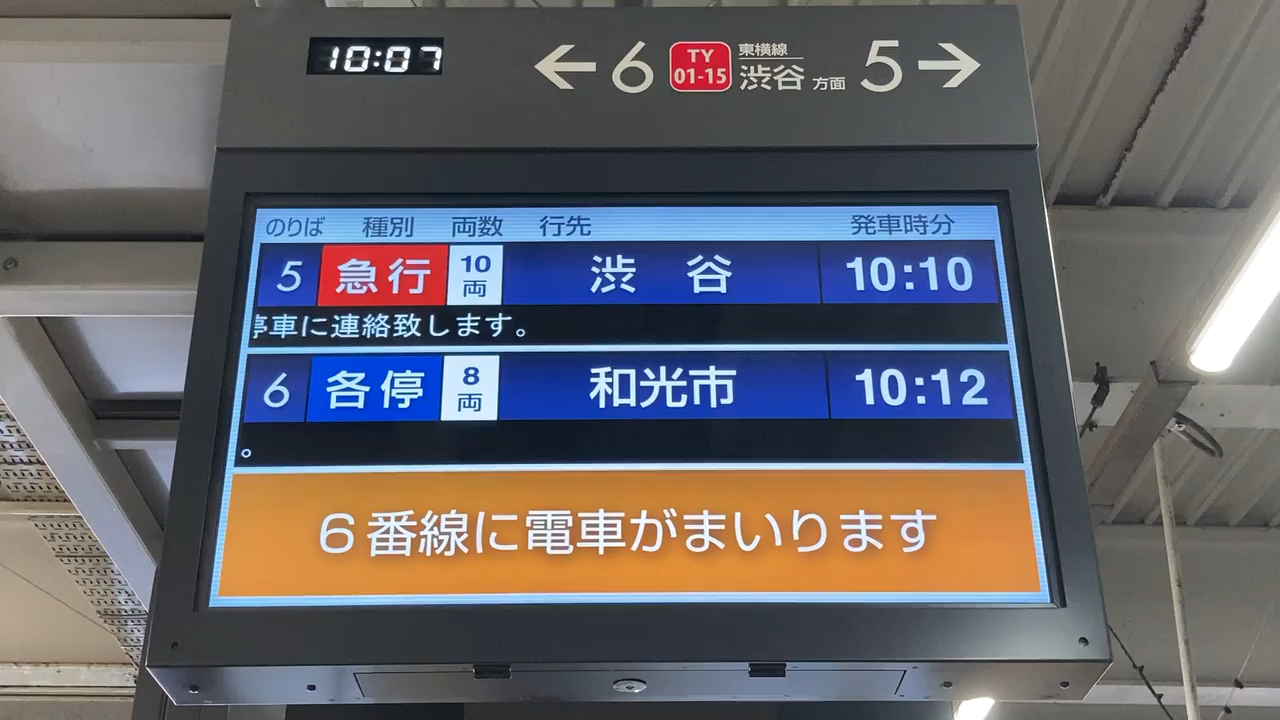 10:07
← 6 TY 01-15 東横線 渋谷 方面 5 →
のりば 種別 両数 行先 発車時分
5 急行 10両 渋谷 10:10
停車に連絡致します。
6 各停 8両 和光市 10:12
。
6番線に電車がまいります